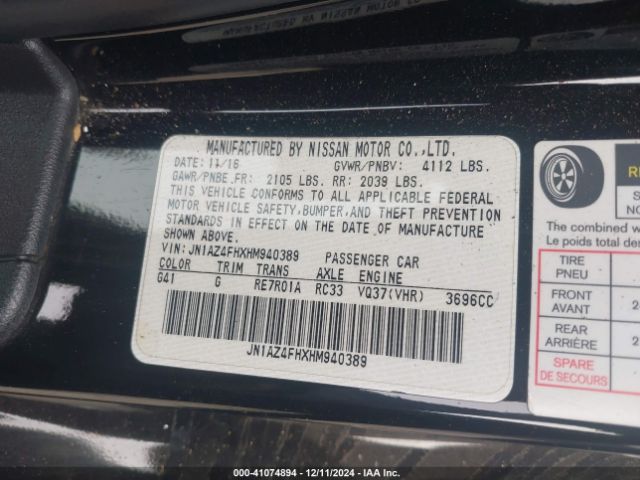 MANUFACTURED BY NISSAN MOTOR CO.,LTD.
DATE: 11/16 GVWR/PNBV: 4112 LBS.
GAWR/PNBE,FR: 2105 LBS. RR: 2039 LBS.
THIS VEHICLE CONFORMS TO ALL APPLICABLE FEDERAL
MOTOR VEHICLE SAFETY,BUMPER,AND THEFT PREVENTION
STANDARDS IN EFFECT ON THE DATE OF MANUFACTURE
SHOWN ABOVE.
VIN: JN1AZ4FHXHM940389 PASSENGER CAR
COLOR TRIM TRANS AXLE ENGINE
G41 G RE7R01A RC33 VQ37(VHR) 3696CC
JN1AZ4FHXHM940389
The combined w
Le poids total de
TIRE
PNEU
FRONT
AVANT
REAR
ARRIÈRE
SPARE
DE SECOURS
000-41074894 - 12/11/2024 - IAA Inc.